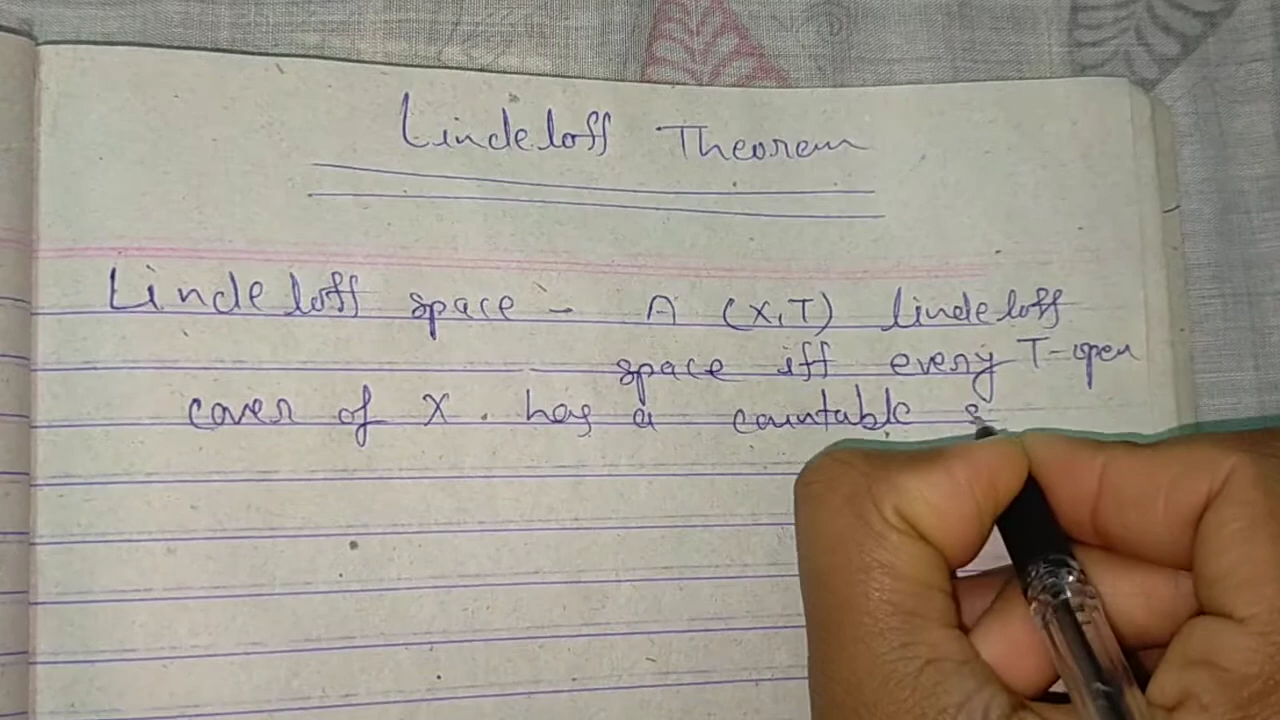 Lindeloff Theorem
Lindeloff space :- A (X,T) lindeloff
space iff every T-open
cover of X. has a countable s